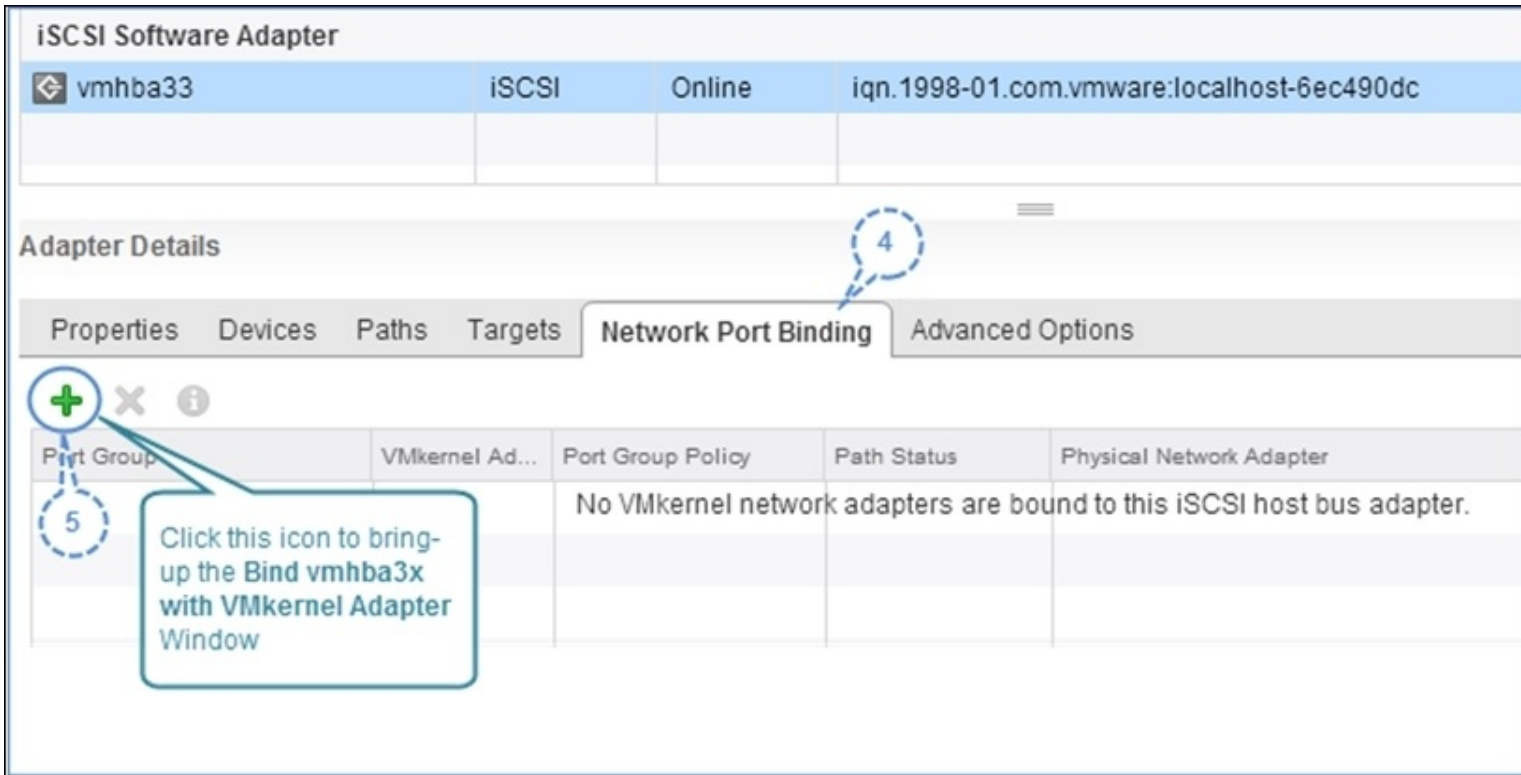 iSCSI Software Adapter
vmhba33 iSCSI Online iqn.1998-01.com.vmware:localhost-6ec490dc
4
Adapter Details
Properties Devices Paths Targets Network Port Binding Advanced Options
Port Group VMkernel Ad... Port Group Policy Path Status Physical Network Adapter
No VMkernel network adapters are bound to this iSCSI host bus adapter.
5
Click this icon to bring-
up the Bind vmhba3x
with VMkernel Adapter
Window